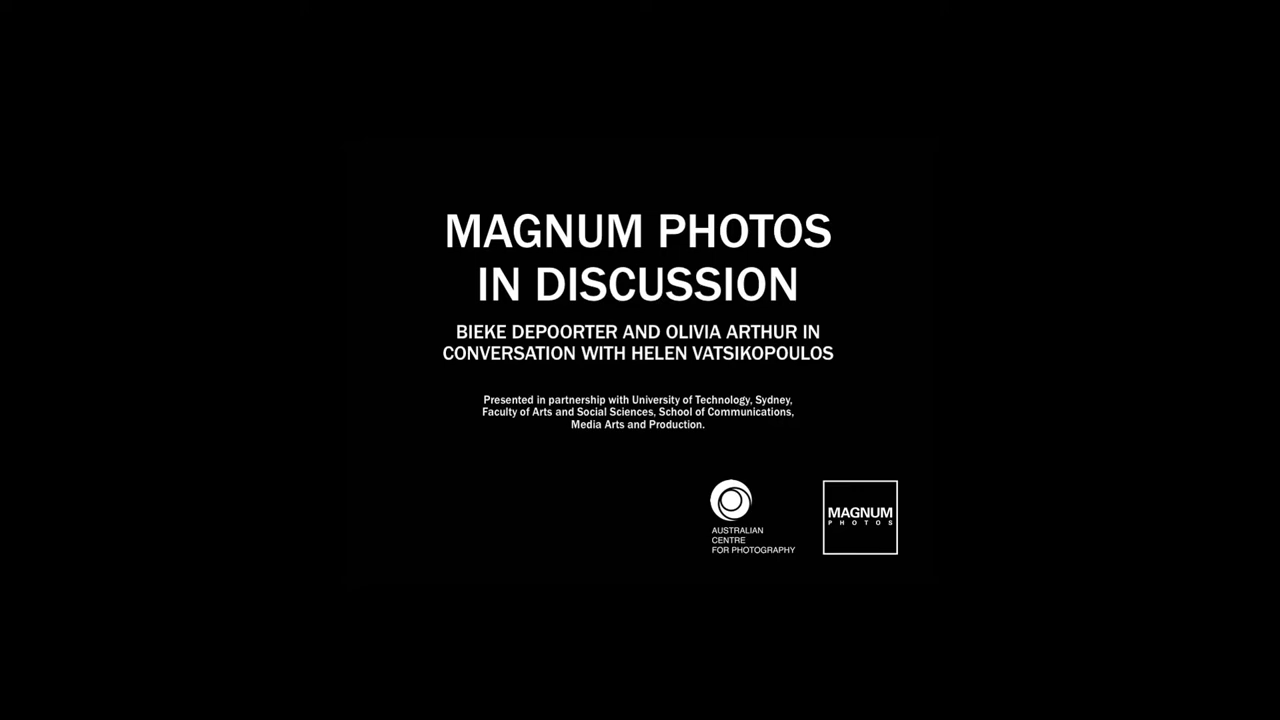 MAGNUM PHOTOS
IN DISCUSSION
BIEKE DEPOORTER AND OLIVIA ARTHUR IN
CONVERSATION WITH HELEN VATSIKOPOULOS
Presented in partnership with University of Technology, Sydney,
Faculty of Arts and Social Sciences, School of Communications,
Media Arts and Production.
AUSTRALIAN
CENTRE
FOR PHOTOGRAPHY
MAGNUM
PHOTOS